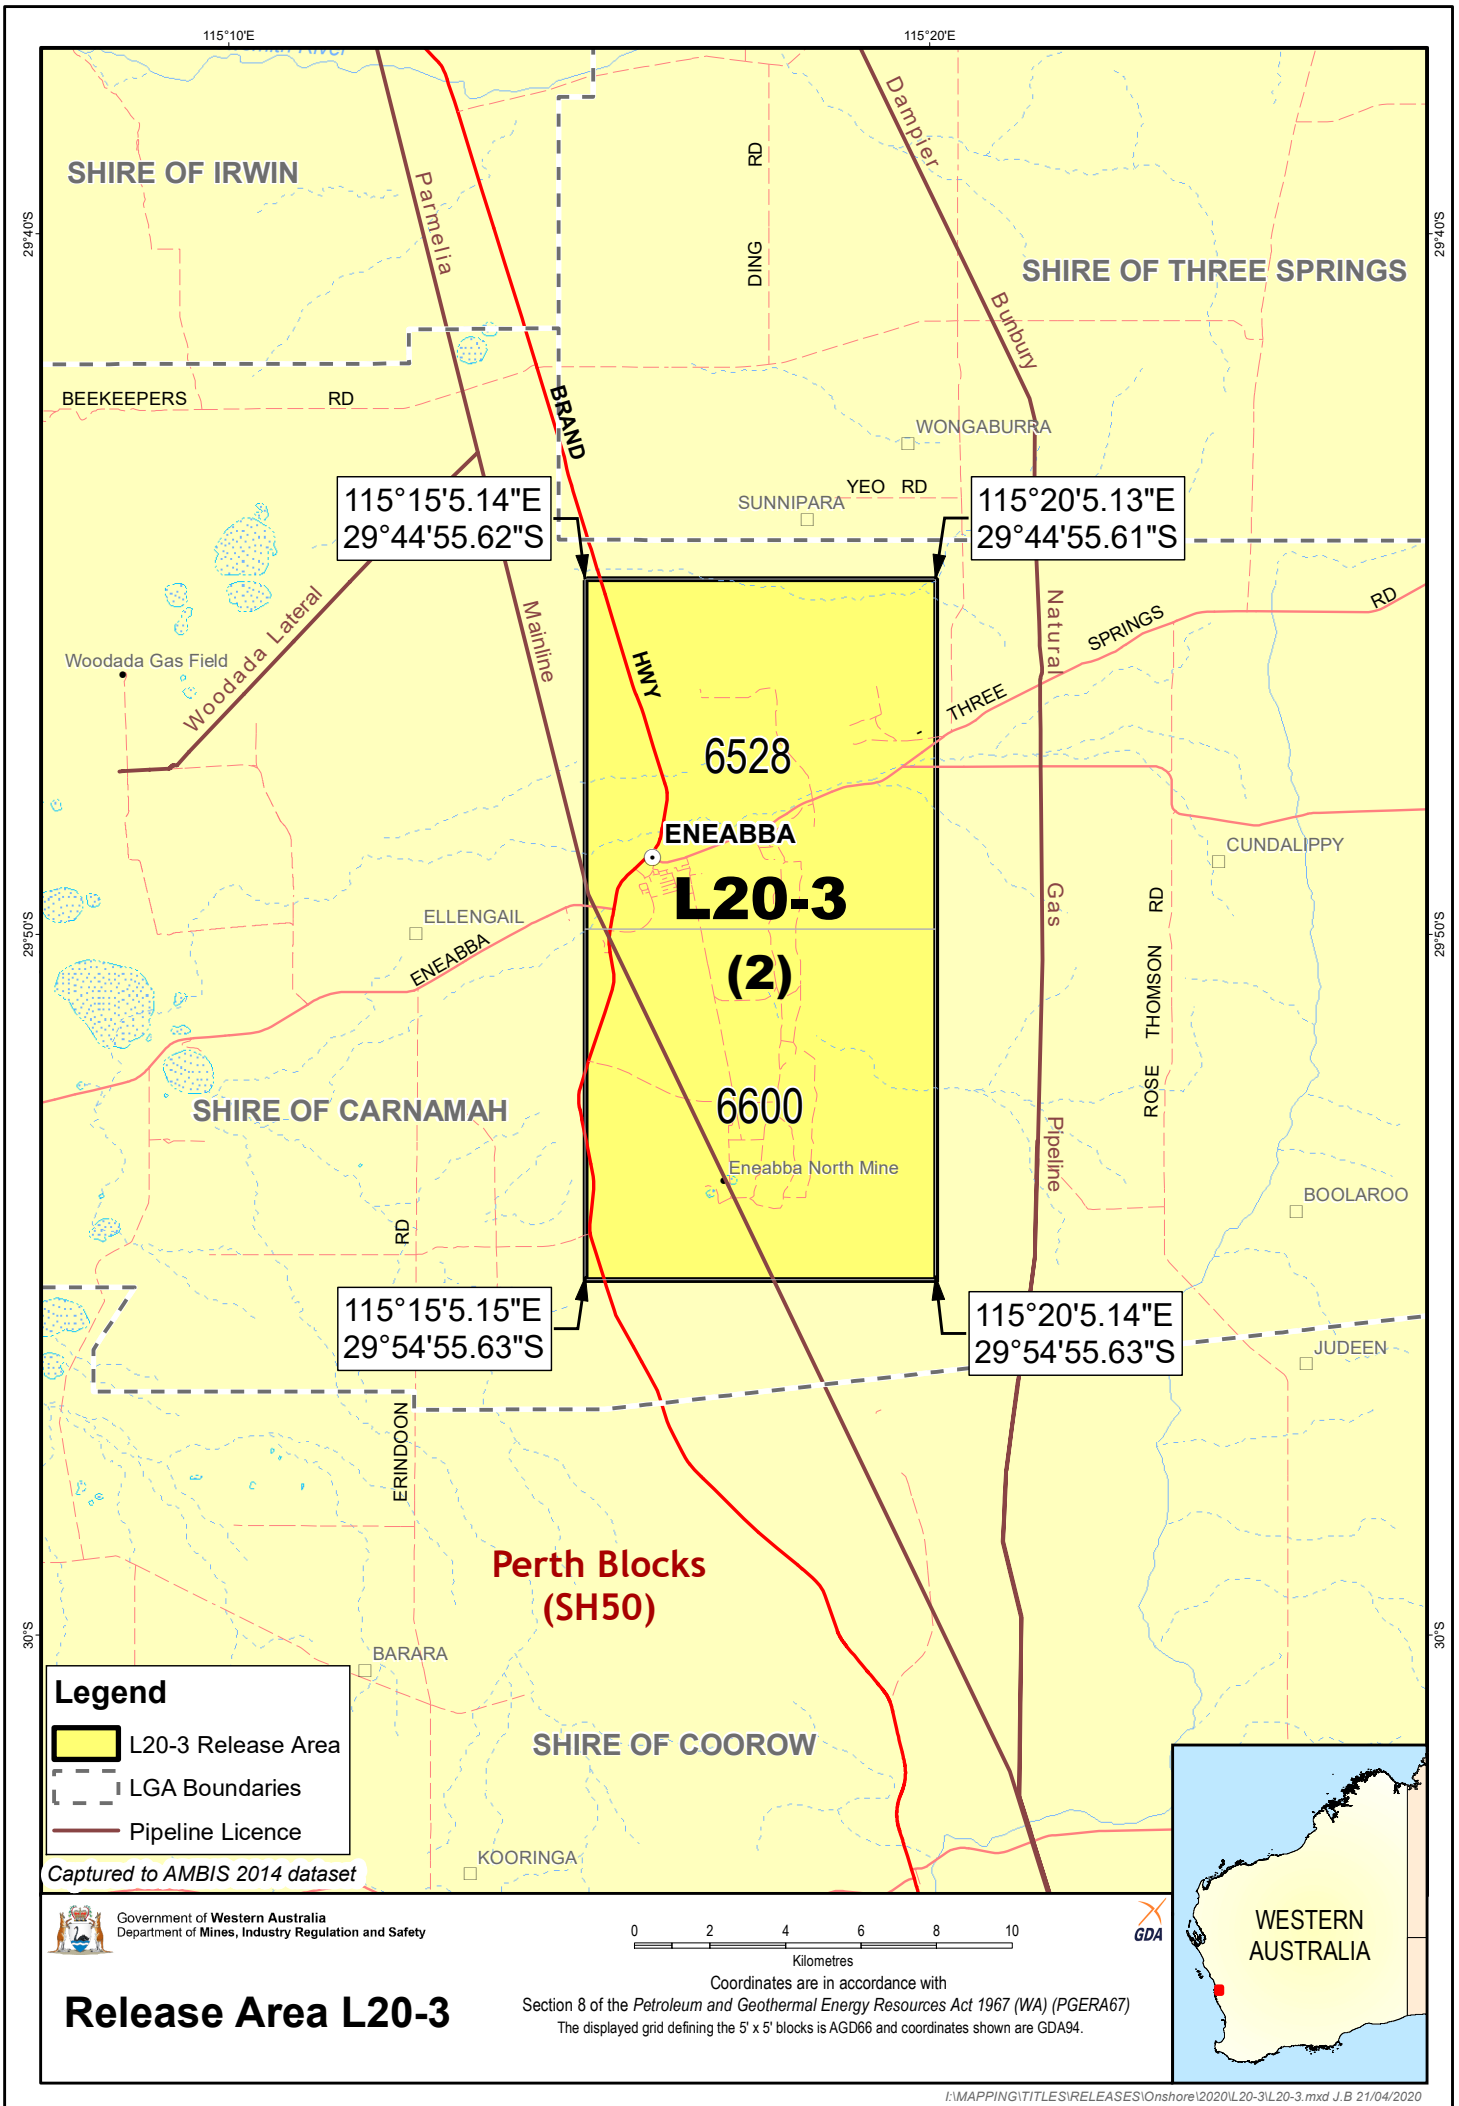 115°10'E
115°20'E
Smith River
29°40'S
29°40'S
SHIRE OF IRWIN
SHIRE OF THREE SPRINGS
Parmelia
Dampier
DING RD
Bunbury
BEEKEEPERS RD
BRAND
WONGABURRA
YEO RD
SUNNIPARA
115°15'5.14"E
29°44'55.62"S
115°20'5.13"E
29°44'55.61"S
Mainline
Natural
Woodada Lateral
Woodada Gas Field
HWY
THREE SPRINGS RD
-
6528
ENEABBA
L20-3
(2)
CUNDALIPPY
Gas
ELLENGAIL
ENEABBA
29°50'S
29°50'S
ROSE THOMSON RD
SHIRE OF CARNAMAH
6600
Pipeline
Eneabba North Mine
BOOLAROO
ERINDOON RD
115°15'5.15"E
29°54'55.63"S
115°20'5.14"E
29°54'55.63"S
JUDEEN
Perth Blocks
(SH50)
30°S
30°S
BARARA
SHIRE OF COOROW
KOORINGA
Legend
L20-3 Release Area
LGA Boundaries
Pipeline Licence
Captured to AMBIS 2014 dataset
Government of Western Australia
Department of Mines, Industry Regulation and Safety
Release Area L20-3
0 2 4 6 8 10
Kilometres
Coordinates are in accordance with
Section 8 of the Petroleum and Geothermal Energy Resources Act 1967 (WA) (PGERA67)
The displayed grid defining the 5' x 5' blocks is AGD66 and coordinates shown are GDA94.
GDA
WESTERN
AUSTRALIA
I:\MAPPING\TITLES\RELEASES\Onshore\2020\L20-3\L20-3.mxd J.B 21/04/2020